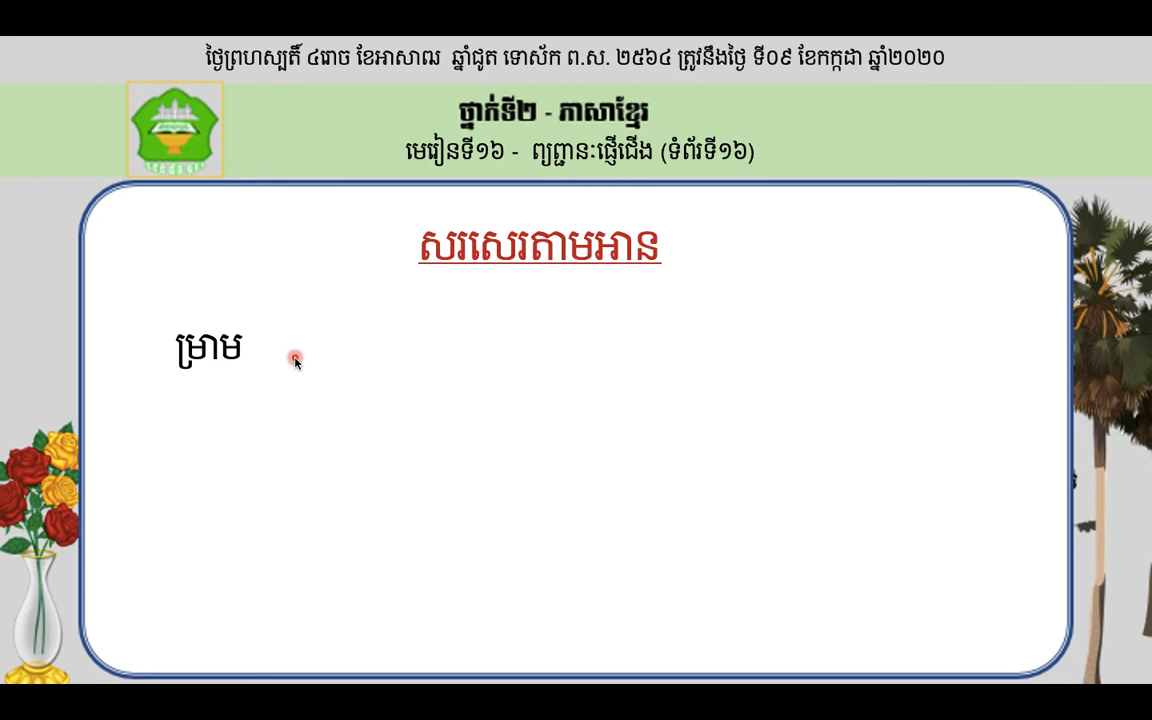 ថ្ងៃព្រហស្បតិ៍ ៤រោច ខែអាសាឍ ឆ្នាំជូត ទោស័ក ព.ស. ២៥៦៤ ត្រូវនឹងថ្ងៃ ទី០៩ ខែកក្កដា ឆ្នាំ២០២០
ថ្នាក់ទី២ - ភាសាខ្មែរ
មេរៀនទី១៦ - ព្យព្ជានៈផ្ញើជើង (ទំព័រទី១៦)
សរសេរតាមអាន
ម្រាម